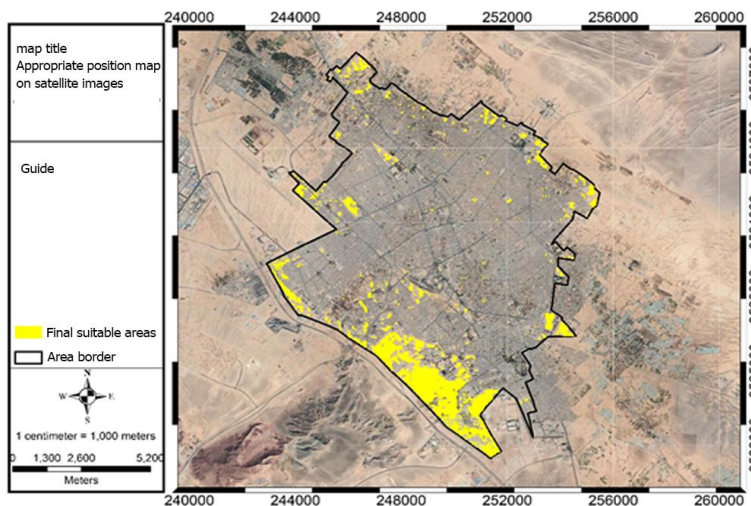 240000 244000 248000 252000 256000 260000
map title
Appropriate position map
on satellite images
Guide
Final suitable areas
Area border
N
W E
S
1 centimeter = 1,000 meters
0 1,300 2,600 5,200
Meters
240000 244000 248000 252000 256000 260000